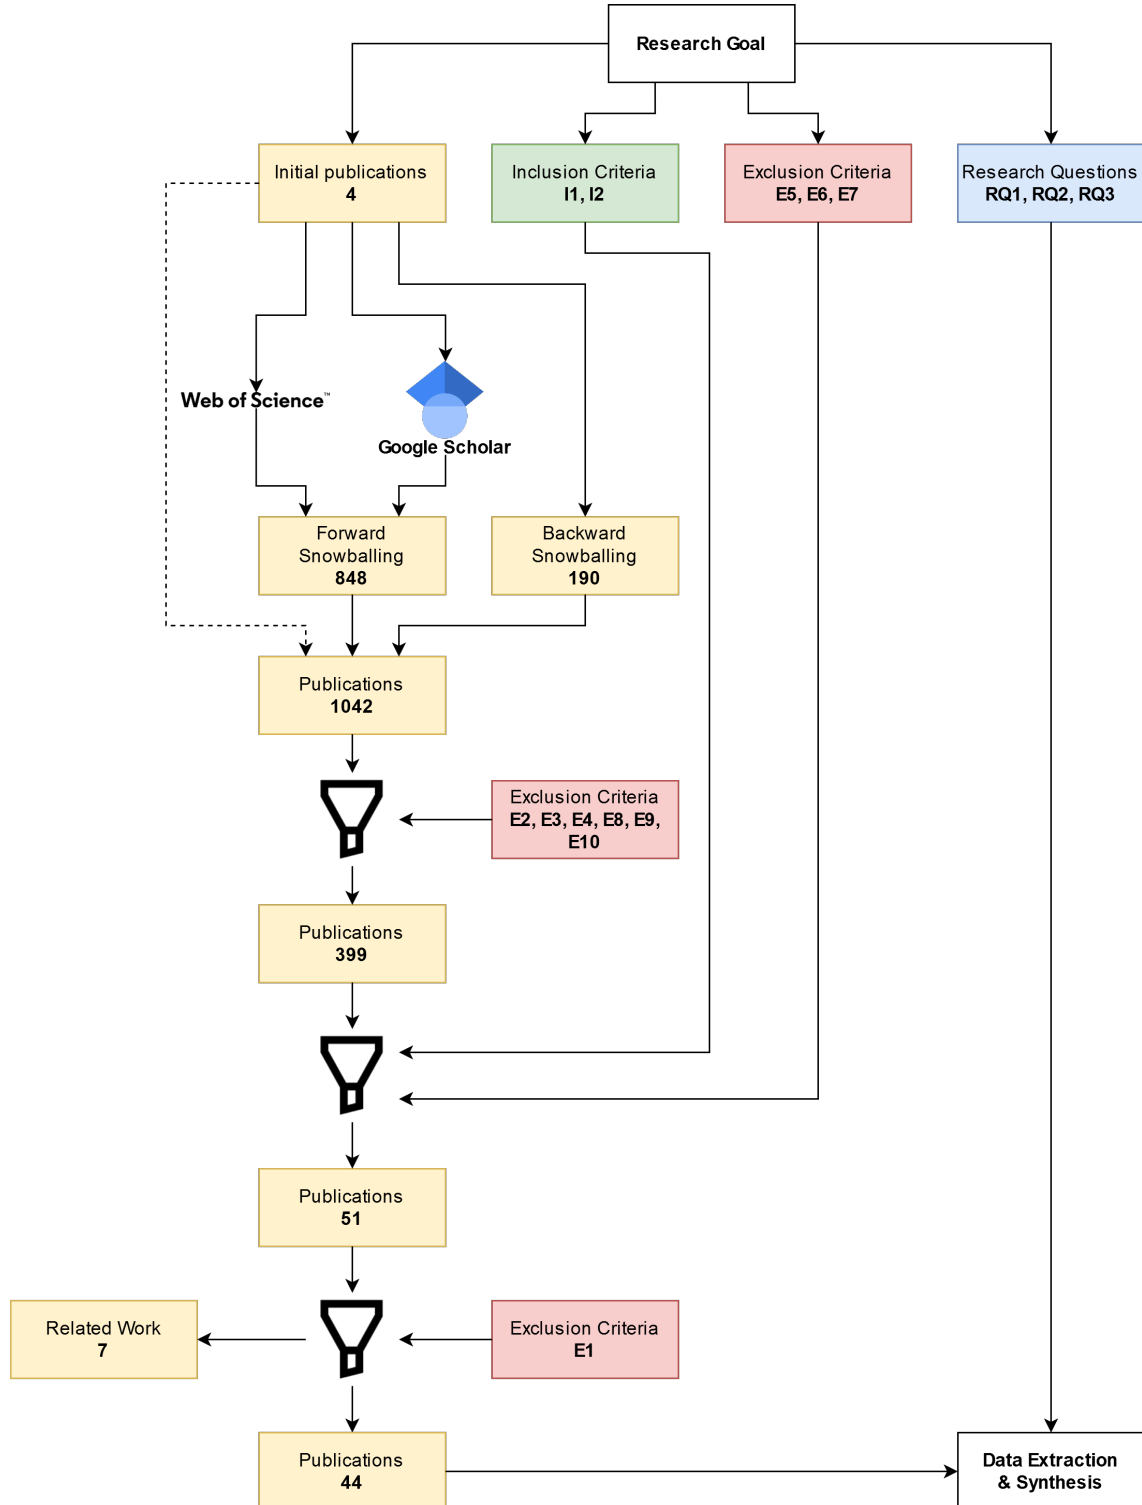 Research Goal
Initial publications
4
Inclusion Criteria
I1, I2
Exclusion Criteria
E5, E6, E7
Research Questions
RQ1, RQ2, RQ3
Web of Science™
Google Scholar
Forward
Snowballing
848
Backward
Snowballing
190
Publications
1042
Exclusion Criteria
E2, E3, E4, E8, E9,
E10
Publications
399
Publications
51
Related Work
7
Exclusion Criteria
E1
Publications
44
Data Extraction
& Synthesis